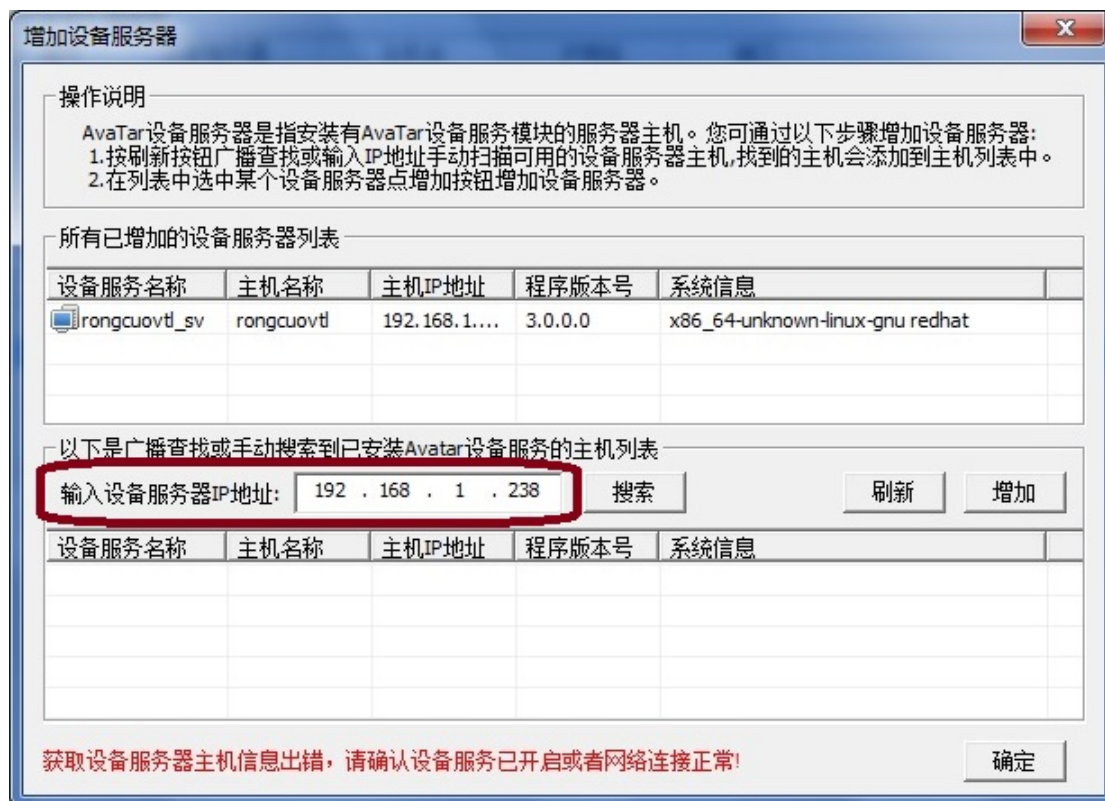 增加设备服务器
操作说明
AvaTar设备服务器是指安装有AvaTar设备服务模块的服务器主机。您可通过以下步骤增加设备服务器:
1.按刷新按钮广播查找或输入IP地址手动扫描可用的设备服务器主机,找到的主机会添加到主机列表中。
2.在列表中选中某个设备服务器点增加按钮增加设备服务器。
所有已增加的设备服务器列表
设备服务名称 主机名称 主机IP地址 程序版本号 系统信息
rongcuovtl_sv rongcuovtl 192.168.1.... 3.0.0.0 x86_64-unknown-linux-gnu redhat
以下是广播查找或手动搜索到已安装Avatar设备服务的主机列表
输入设备服务器IP地址: 192 . 168 . 1 . 238 搜索 刷新 增加
设备服务名称 主机名称 主机IP地址 程序版本号 系统信息
获取设备服务器主机信息出错，请确认设备服务已开启或者网络连接正常! 确定